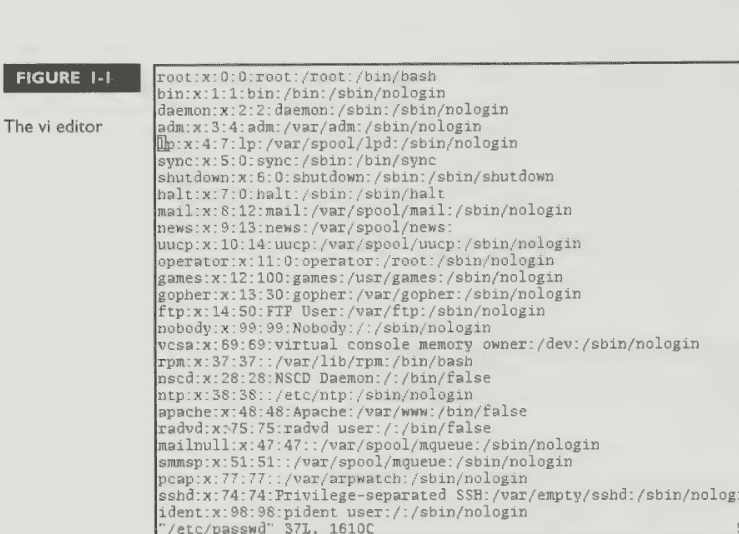 FIGURE 1-1
The vi editor
root:x:0:0:root:/root:/bin/bash
bin:x:1:1:bin:/bin:/sbin/nologin
daemon:x:2:2:daemon:/sbin:/sbin/nologin
adm:x:3:4:adm:/var/adm:/sbin/nologin
lp:x:4:7:lp:/var/spool/lpd:/sbin/nologin
sync:x:5:0:sync:/sbin:/bin/sync
shutdown:x:6:0:shutdown:/sbin:/sbin/shutdown
halt:x:7:0:halt:/sbin:/sbin/halt
mail:x:8:12:mail:/var/spool/mail:/sbin/nologin
news:x:9:13:news:/var/spool/news:
uucp:x:10:14:uucp:/var/spool/uucp:/sbin/nologin
operator:x:11:0:operator:/root:/sbin/nologin
games:x:12:100:games:/usr/games:/sbin/nologin
gopher:x:13:30:gopher:/var/gopher:/sbin/nologin
ftp:x:14:50:FTP User:/var/ftp:/sbin/nologin
nobody:x:99:99:Nobody:/:/sbin/nologin
vcsa:x:69:69:virtual console memory owner:/dev:/sbin/nologin
rpm:x:37:37::/var/lib/rpm:/bin/bash
nscd:x:28:28:NSCD Daemon:/:/bin/false
ntp:x:38:38::/etc/ntp:/sbin/nologin
apache:x:48:48:Apache:/var/www:/bin/false
radvd:x:75:75:radvd user:/:/bin/false
mailnull:x:47:47::/var/spool/mqueue:/sbin/nologin
smmsp:x:51:51::/var/spool/mqueue:/sbin/nologin
pcap:x:77:77::/var/arpwatch:/sbin/nologin
sshd:x:74:74:Privilege-separated SSH:/var/empty/sshd:/sbin/nologi
ident:x:98:98:pident user:/:/sbin/nologin
"/etc/passwd" 37L, 1610C